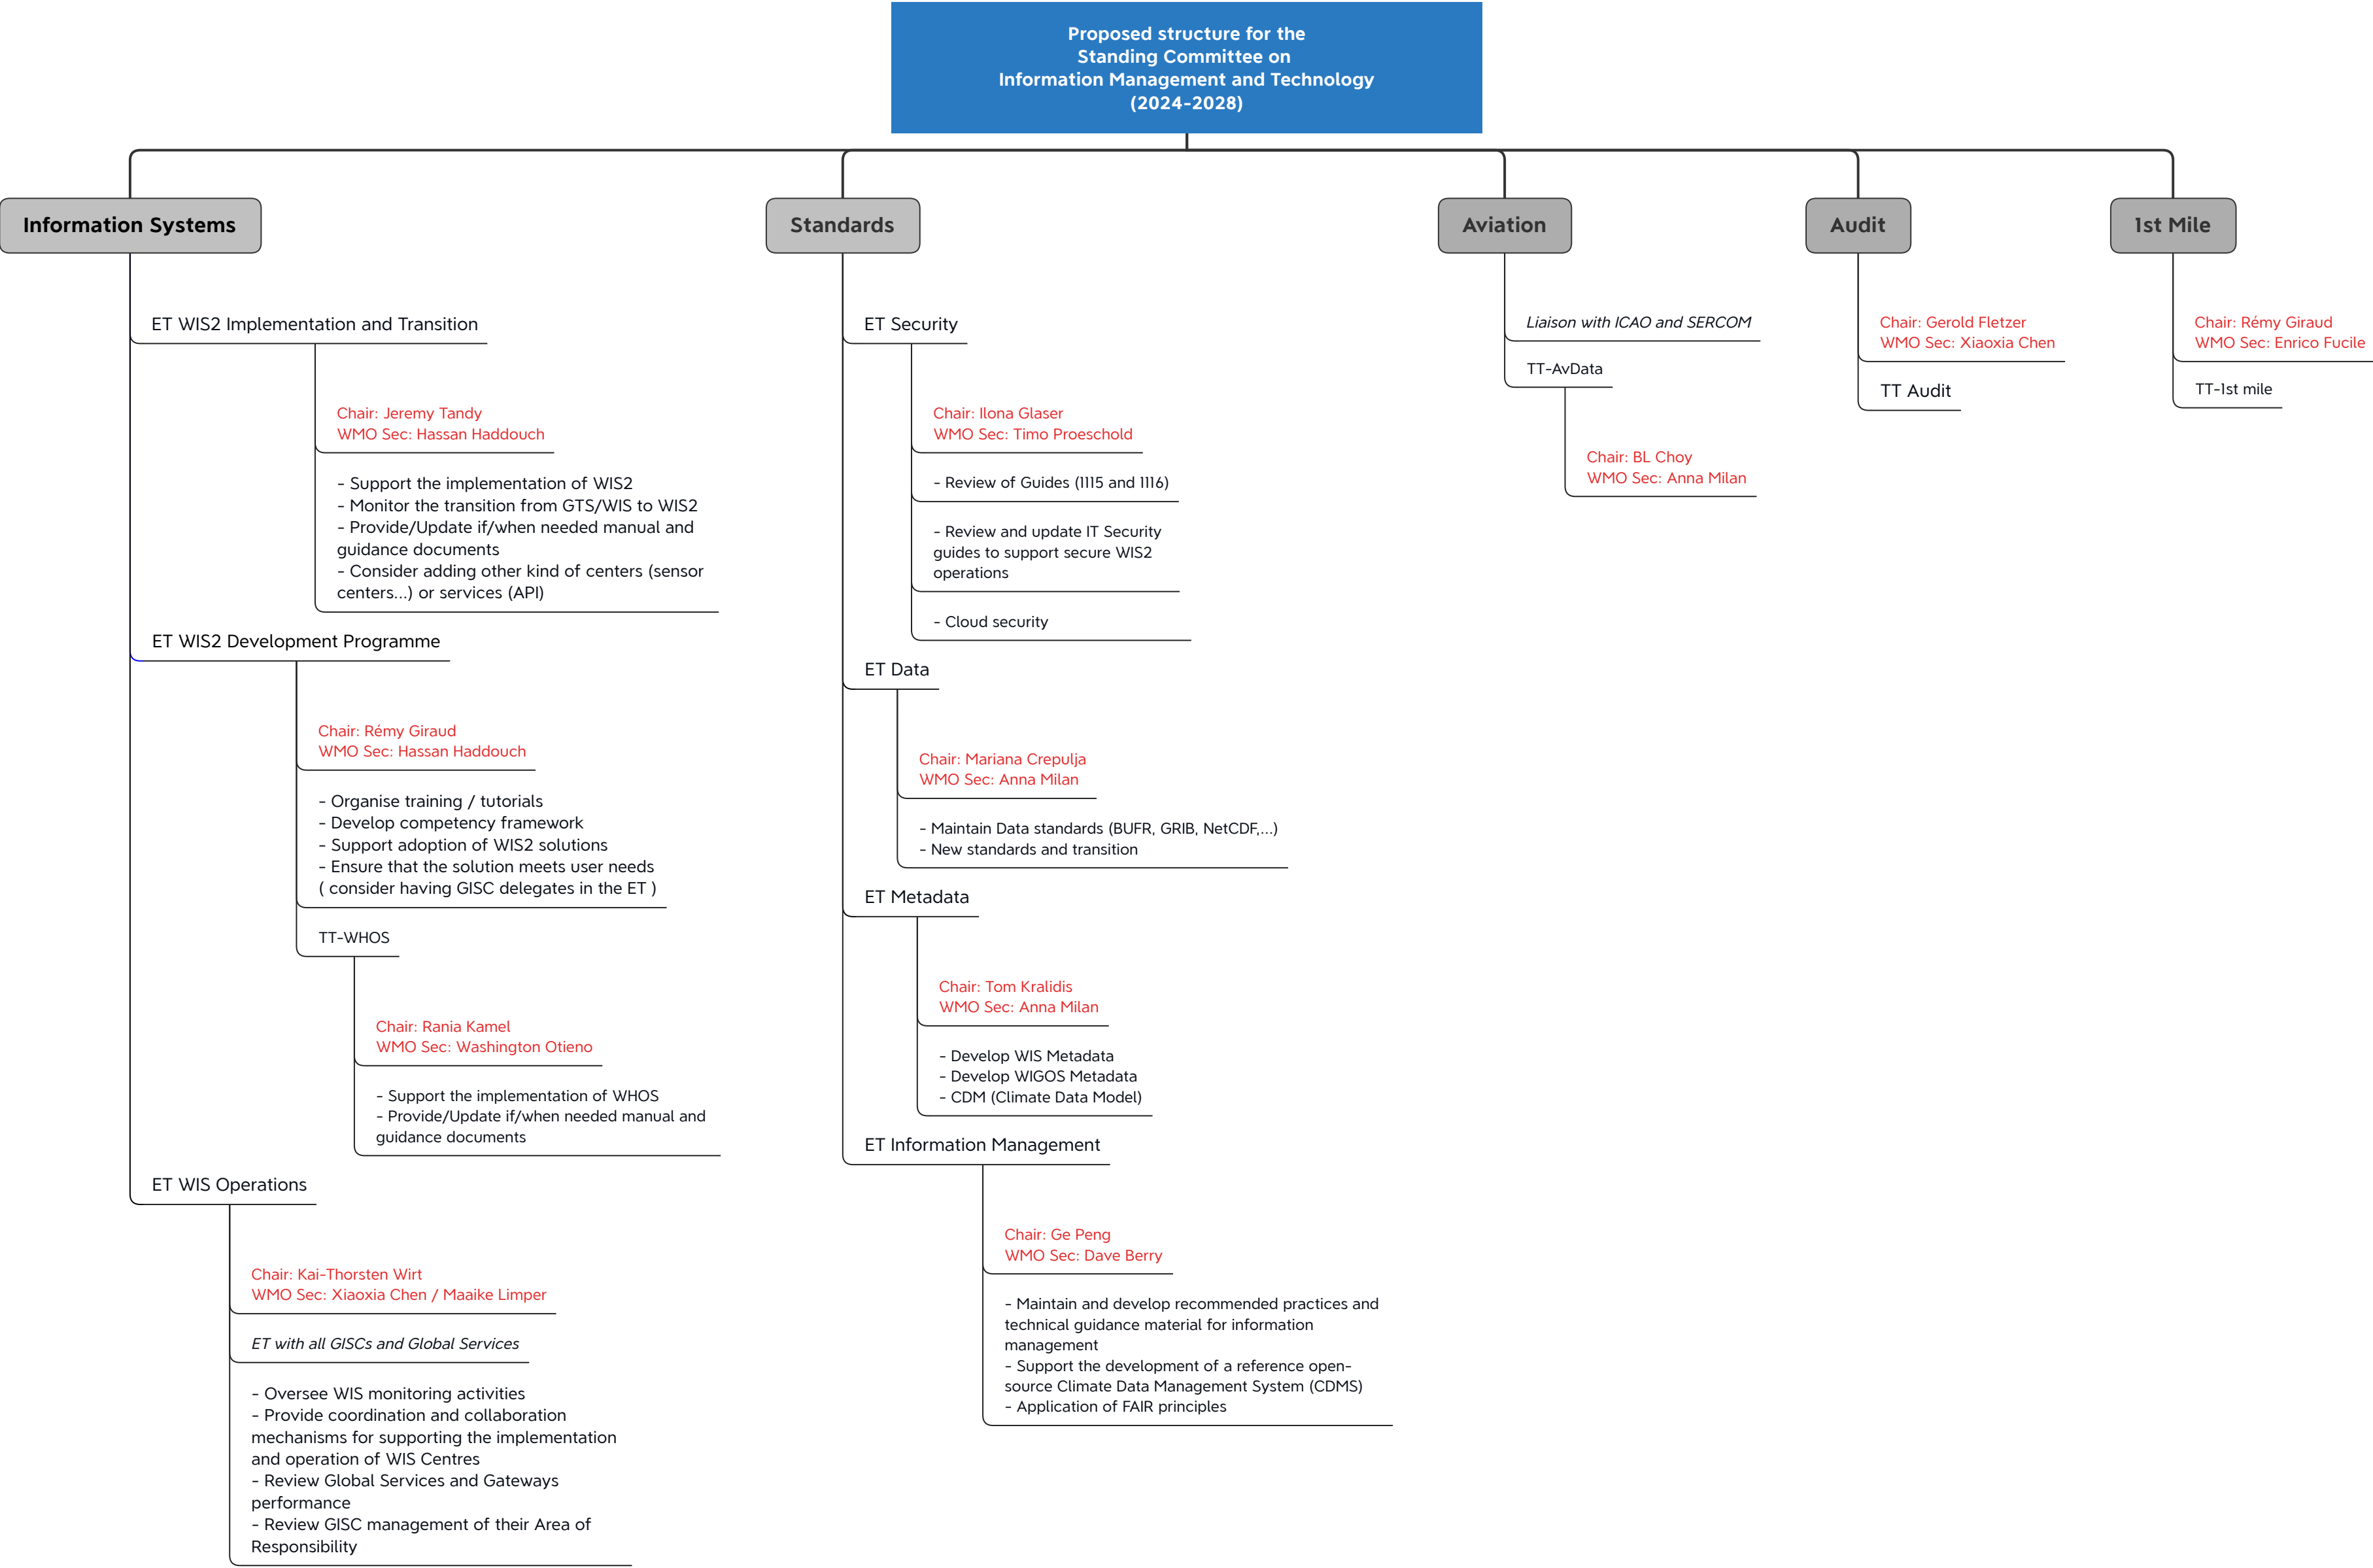 Proposed structure for the
Standing Committee on
Information Management and Technology
(2024-2028)
Information Systems
ET WIS2 Implementation and Transition
Chair: Jeremy Tandy
WMO Sec: Hassan Haddouch
- Support the implementation of WIS2
- Monitor the transition from GTS/WIS to WIS2
- Provide/Update if/when needed manual and
guidance documents
- Consider adding other kind of centers (sensor
centers...) or services (API)
ET WIS2 Development Programme
Chair: Rémy Giraud
WMO Sec: Hassan Haddouch
- Organise training / tutorials
- Develop competency framework
- Support adoption of WIS2 solutions
- Ensure that the solution meets user needs
( consider having GISC delegates in the ET )
TT-WHOS
Chair: Rania Kamel
WMO Sec: Washington Otieno
- Support the implementation of WHOS
- Provide/Update if/when needed manual and
guidance documents
ET WIS Operations
Chair: Kai-Thorsten Wirt
WMO Sec: Xiaoxia Chen / Maaike Limper
ET with all GISCs and Global Services
- Oversee WIS monitoring activities
- Provide coordination and collaboration
mechanisms for supporting the implementation
and operation of WIS Centres
- Review Global Services and Gateways
performance
- Review GISC management of their Area of
Responsibility
Standards
ET Security
Chair: Ilona Glaser
WMO Sec: Timo Proeschold
- Review of Guides (1115 and 1116)
- Review and update IT Security
guides to support secure WIS2
operations
- Cloud security
ET Data
Chair: Mariana Crepulja
WMO Sec: Anna Milan
- Maintain Data standards (BUFR, GRIB, NetCDF,...)
- New standards and transition
ET Metadata
Chair: Tom Kralidis
WMO Sec: Anna Milan
- Develop WIS Metadata
- Develop WIGOS Metadata
- CDM (Climate Data Model)
ET Information Management
Chair: Ge Peng
WMO Sec: Dave Berry
- Maintain and develop recommended practices and
technical guidance material for information
management
- Support the development of a reference open-
source Climate Data Management System (CDMS)
- Application of FAIR principles
Aviation
Liaison with ICAO and SERCOM
TT-AvData
Chair: BL Choy
WMO Sec: Anna Milan
Audit
Chair: Gerold Fletzer
WMO Sec: Xiaoxia Chen
TT Audit
1st Mile
Chair: Rémy Giraud
WMO Sec: Enrico Fucile
TT-1st mile